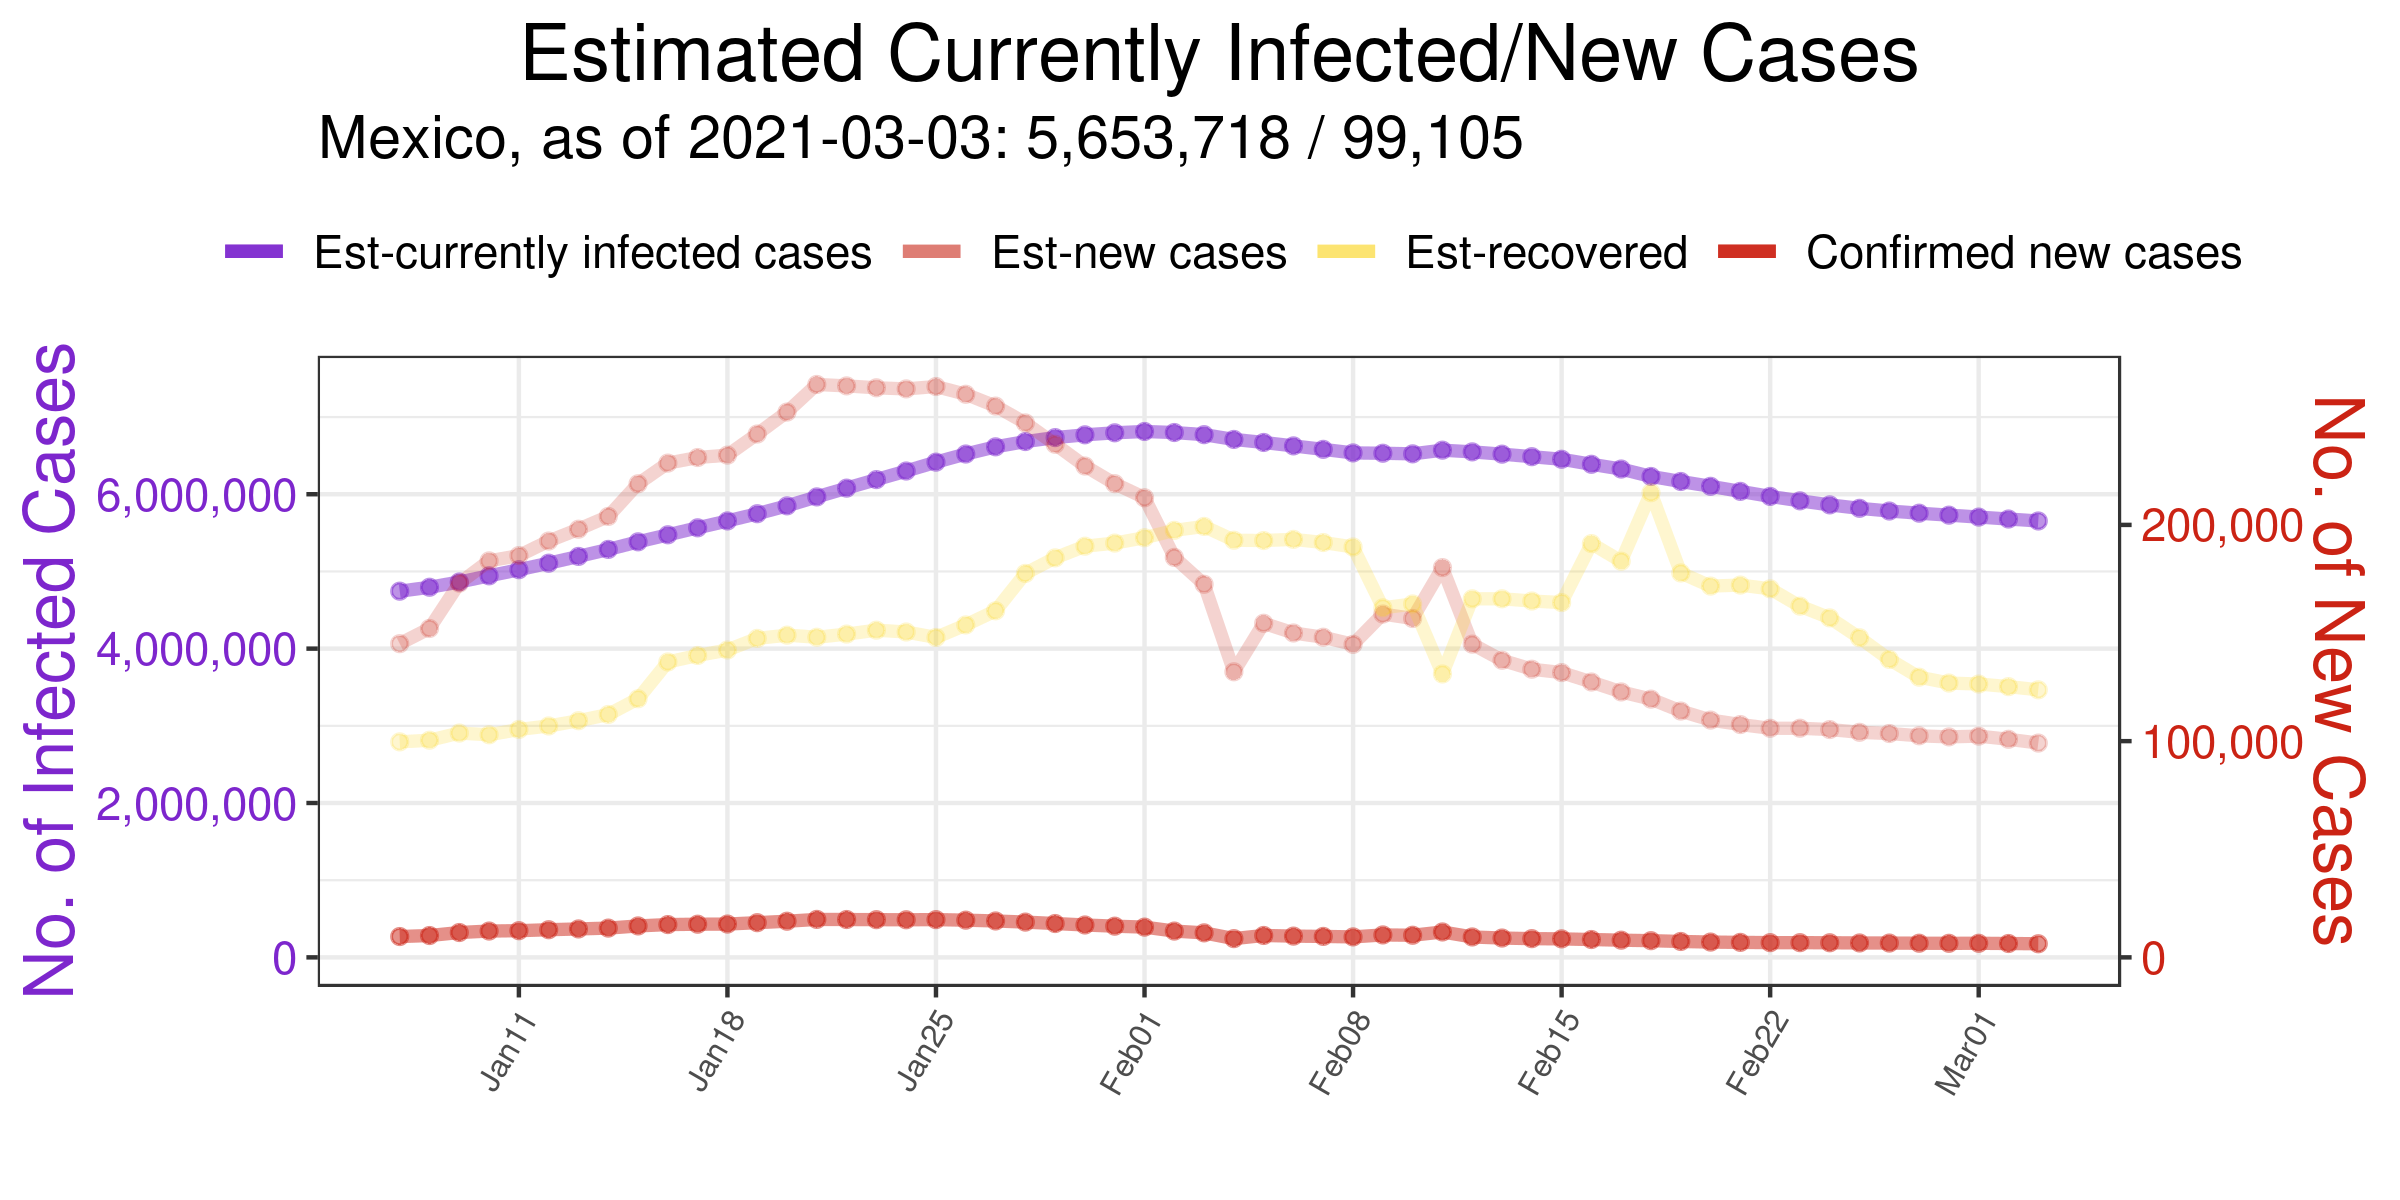 Estimated Currently Infected/New Cases
Mexico, as of 2021-03-03: 5,653,718 / 99,105
Est-currently infected cases Est-new cases Est-recovered Confirmed new cases
No. of Infected Cases
6,000,000
4,000,000
2,000,000
0
200,000
100,000
0
No. of New Cases
Jan11 Jan18 Jan25 Feb01 Feb08 Feb15 Feb22 Mar01